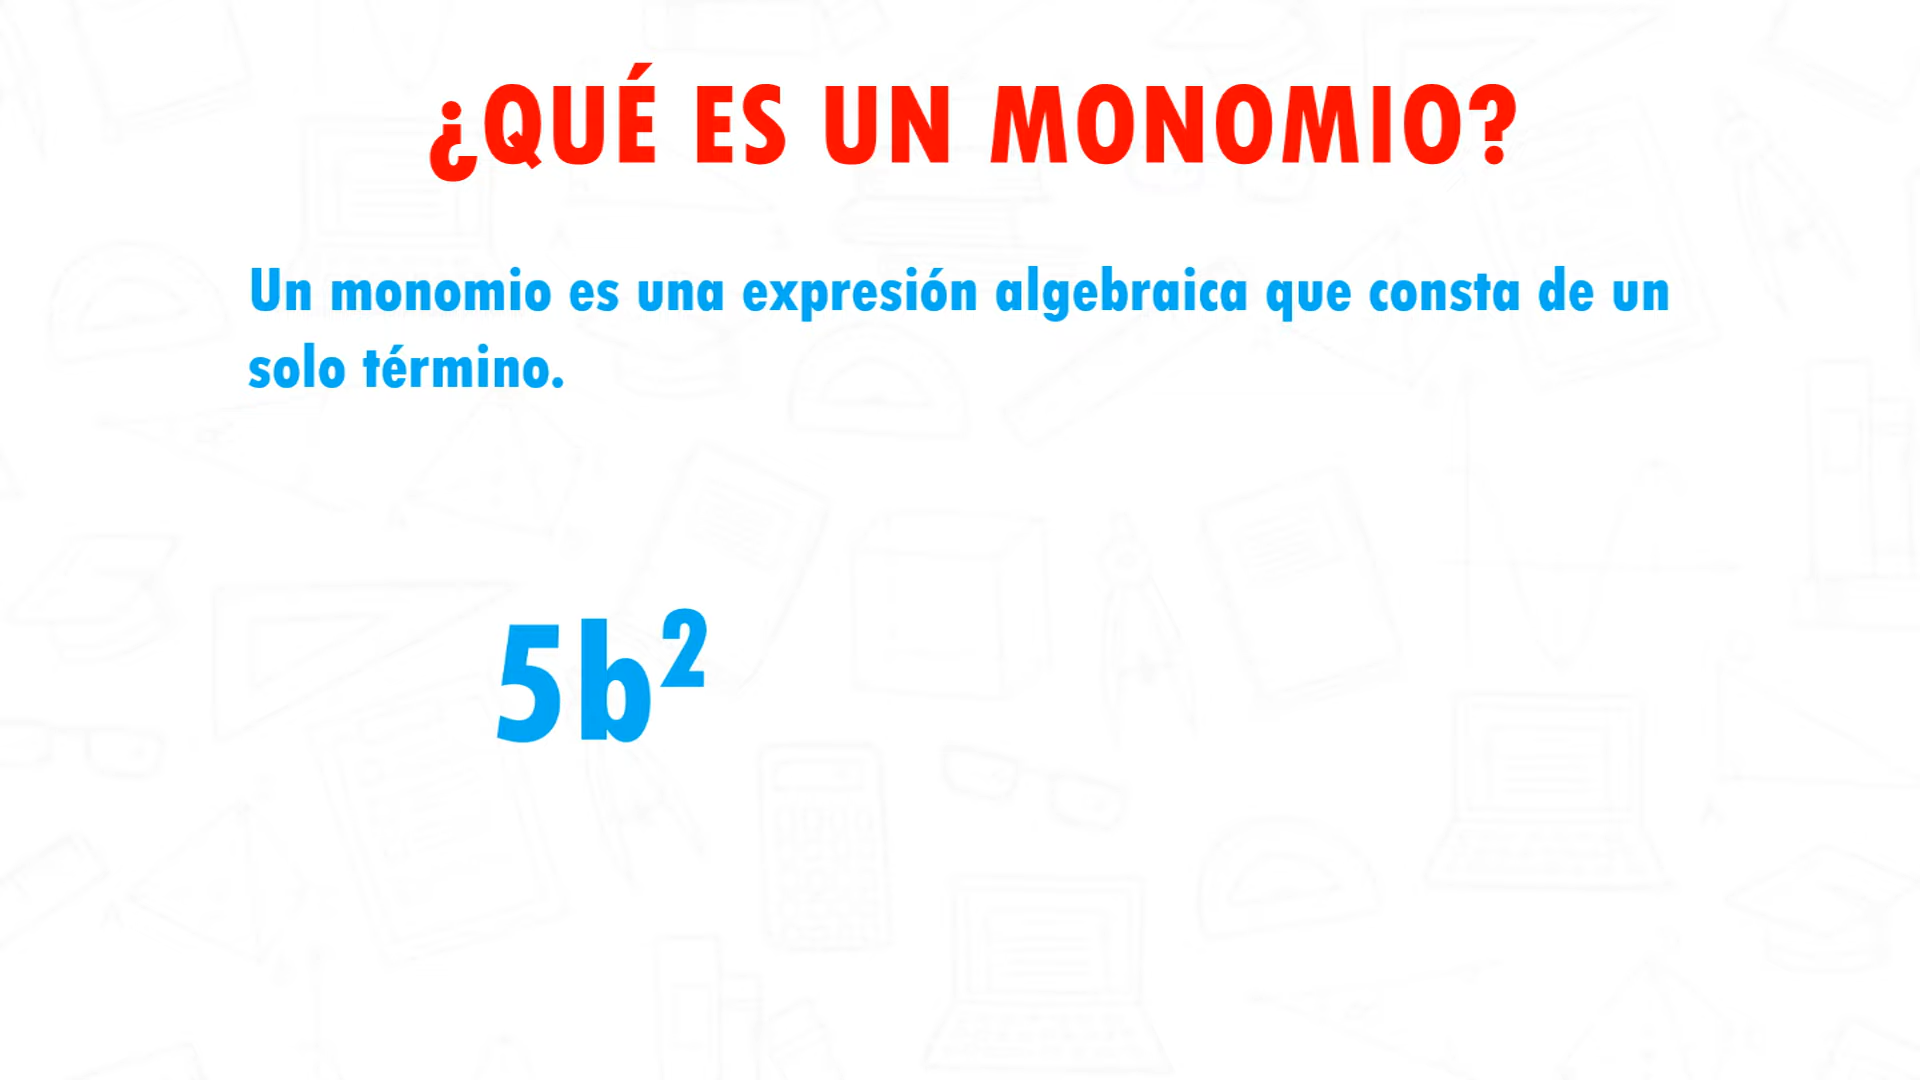 ¿QUÉ ES UN MONOMIO?
Un monomio es una expresión algebraica que consta de un
solo término.
5b²